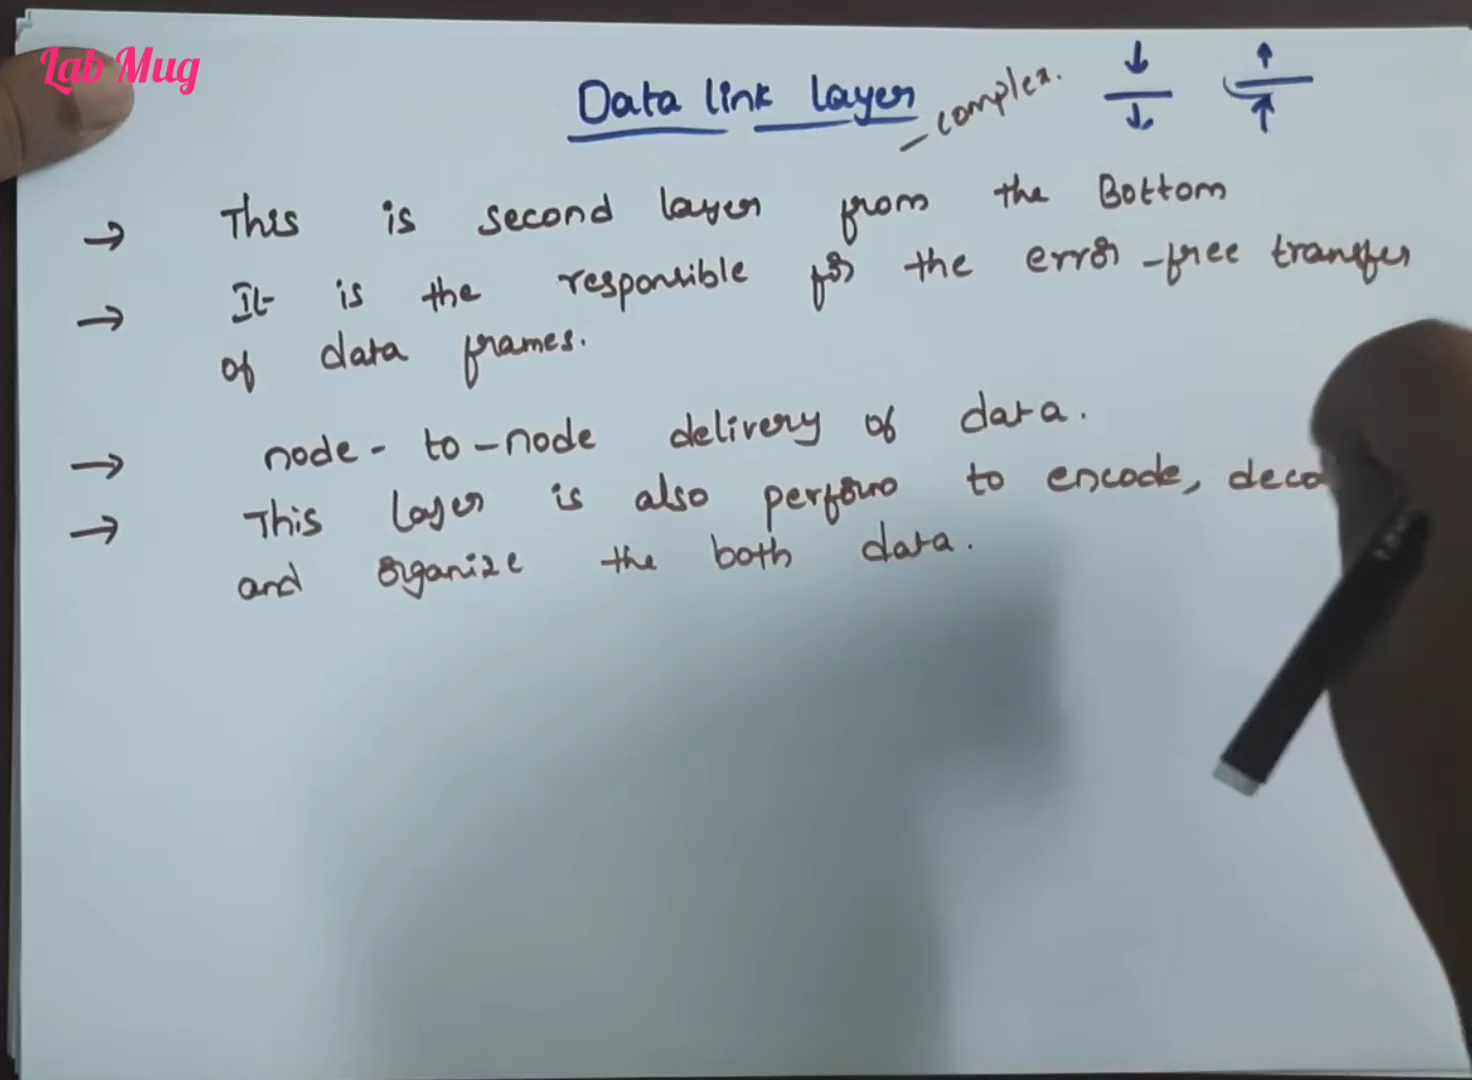 Lab Mug
Data link layer
- complex.
→ This is second layer from the Bottom
→ It is the responsible for the error-free transfer
of data frames.
→ node-to-node delivery of data.
→ This layer is also perform to encode, deco
and organize the both data.